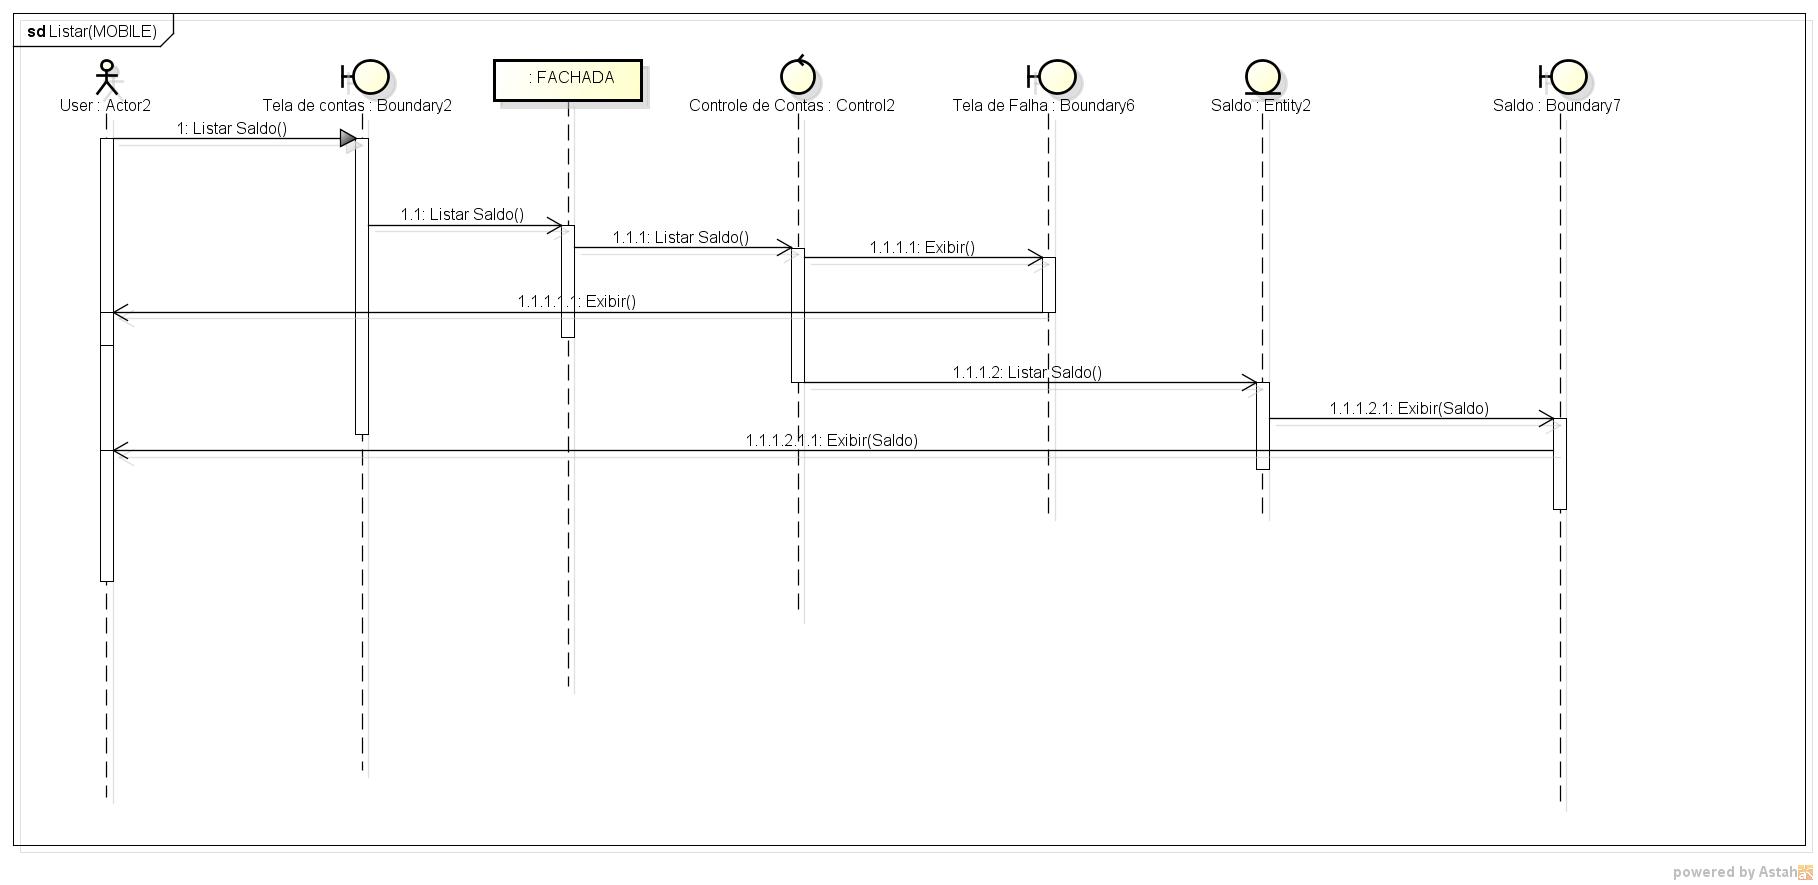 sd Listar(MOBILE)
User : Actor2
Tela de contas : Boundary2
: FACHADA
Controle de Contas : Control2
Tela de Falha : Boundary6
Saldo : Entity2
Saldo : Boundary7
1: Listar Saldo()
1.1: Listar Saldo()
1.1.1: Listar Saldo()
1.1.1.1: Exibir()
1.1.1.1.1: Exibir()
1.1.1.2: Listar Saldo()
1.1.1.2.1: Exibir(Saldo)
1.1.1.2.1.1: Exibir(Saldo)
powered by Astah